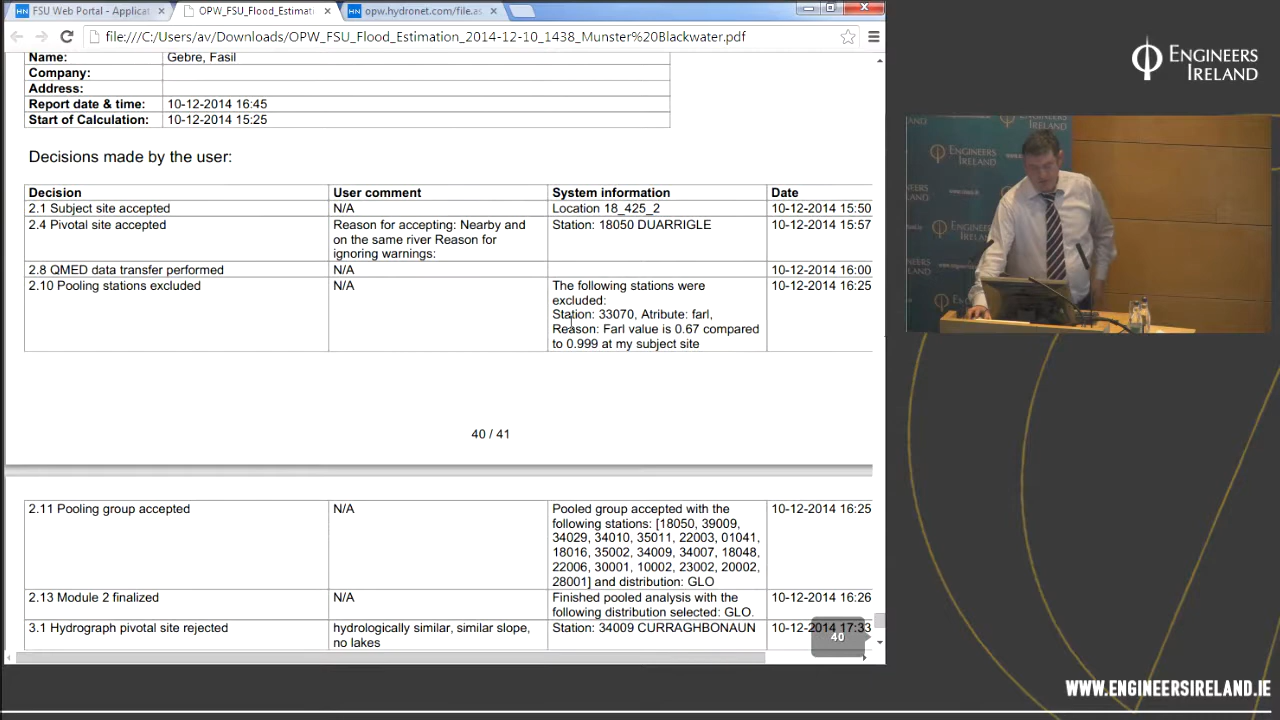 FSU Web Portal - Applicat
OPW_FSU_Flood_Estimat
opw.hydronet.com/file.as
file:///C:/Users/av/Downloads/OPW_FSU_Flood_Estimation_2014-12-10_1438_Munster%20Blackwater.pdf
Name: Gebre, Fasil
Company:
Address:
Report date & time: 10-12-2014 16:45
Start of Calculation: 10-12-2014 15:25
Decisions made by the user:
Decision User comment System information Date
2.1 Subject site accepted N/A Location 18_425_2 10-12-2014 15:50
2.4 Pivotal site accepted Reason for accepting: Nearby and Station: 18050 DUARRIGLE 10-12-2014 15:57
on the same river Reason for
ignoring warnings:
2.8 QMED data transfer performed N/A 10-12-2014 16:00
2.10 Pooling stations excluded N/A The following stations were 10-12-2014 16:25
excluded:
Station: 33070, Atribute: farl,
Reason: Farl value is 0.67 compared
to 0.999 at my subject site
40 / 41
2.11 Pooling group accepted N/A Pooled group accepted with the 10-12-2014 16:25
following stations: [18050, 39009,
34029, 34010, 35011, 22003, 01041,
18016, 35002, 34009, 34007, 18048,
22006, 30001, 10002, 23002, 20002,
28001] and distribution: GLO
2.13 Module 2 finalized N/A Finished pooled analysis with the 10-12-2014 16:26
following distribution selected: GLO.
3.1 Hydrograph pivotal site rejected hydrologically similar, similar slope, Station: 34009 CURRAGHBONAUN 10-12-2014 17:33
no lakes
40
ENGINEERS
IRELAND
ENGINEERS
IRELAND
WWW.ENGINEERSIRELAND.IE